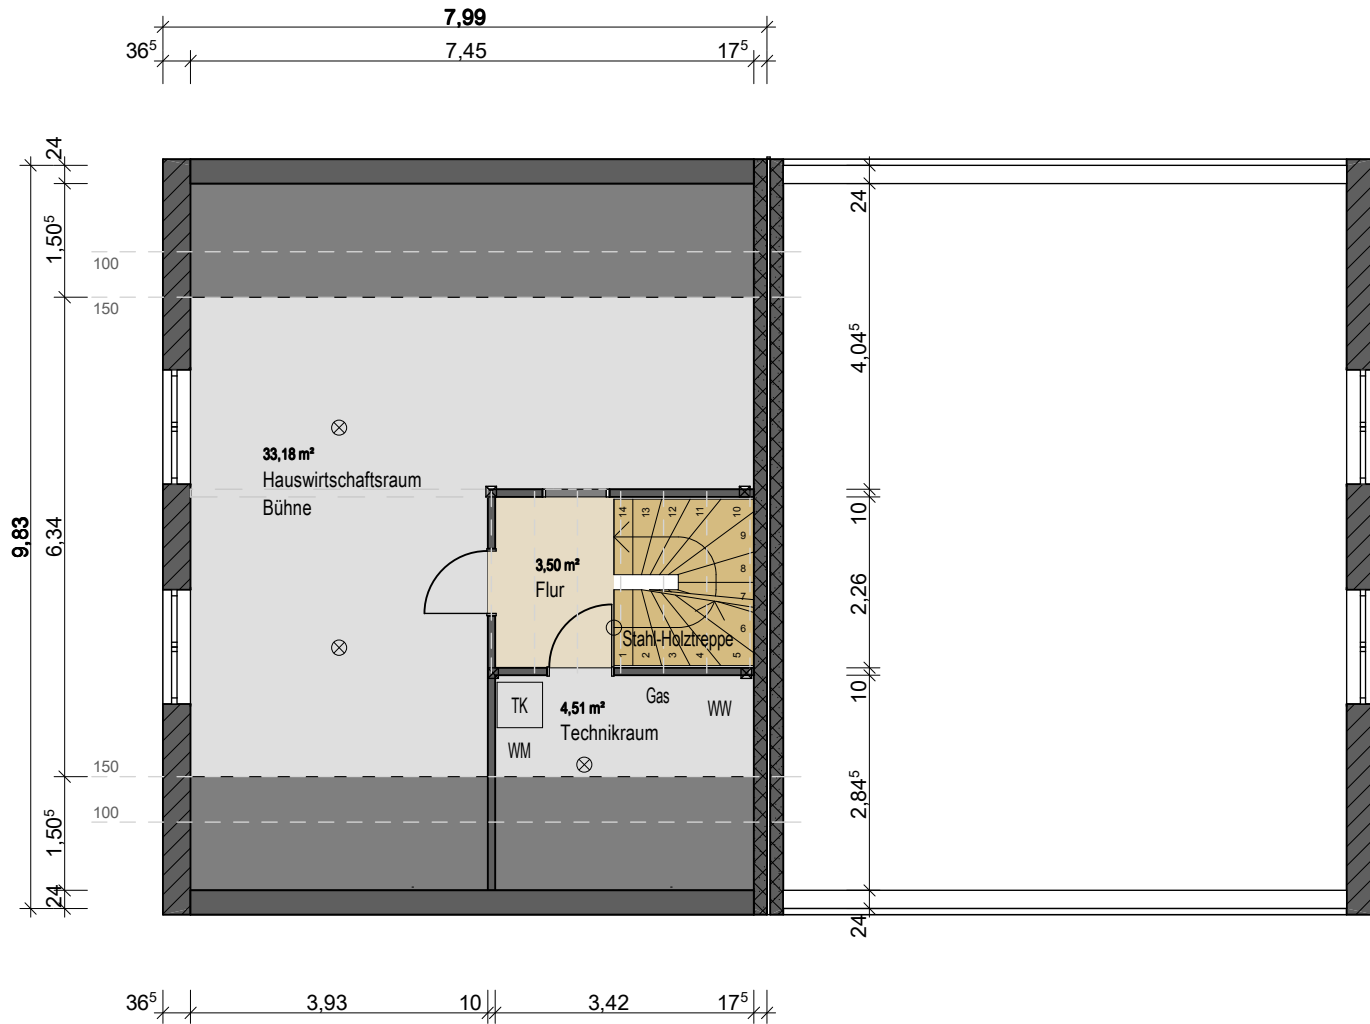 7,99
36⁵ 7,45 17⁵
24
1,50⁵
6,34
1,50⁵
24
9,83
100
150
150
100
33,18 m²
Hauswirtschaftsraum
Bühne
3,50 m²
Flur
14 13 12 11 10
9
8
7
6
1 2 3 4 5
Stahl-Holztreppe
TK
WM
4,51 m²
Technikraum
Gas
WW
24
4,04⁵
10
2,26
10
2,84⁵
24
36⁵ 3,93 10 3,42 17⁵